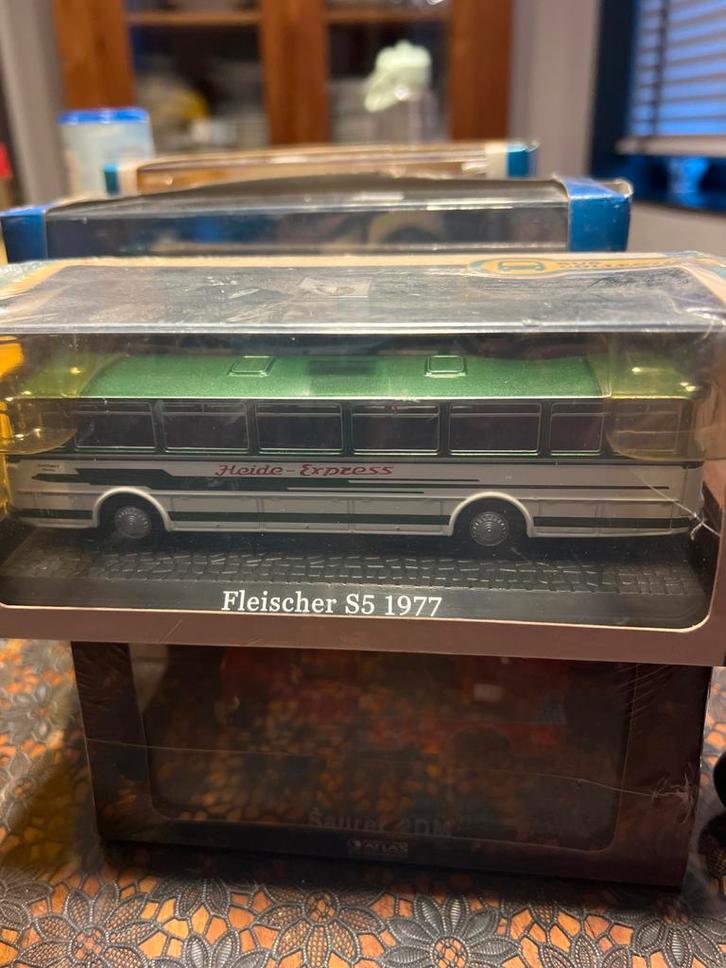 Heide-Express
Fleischer S5 1977
Saurer 2DM
ATLAS